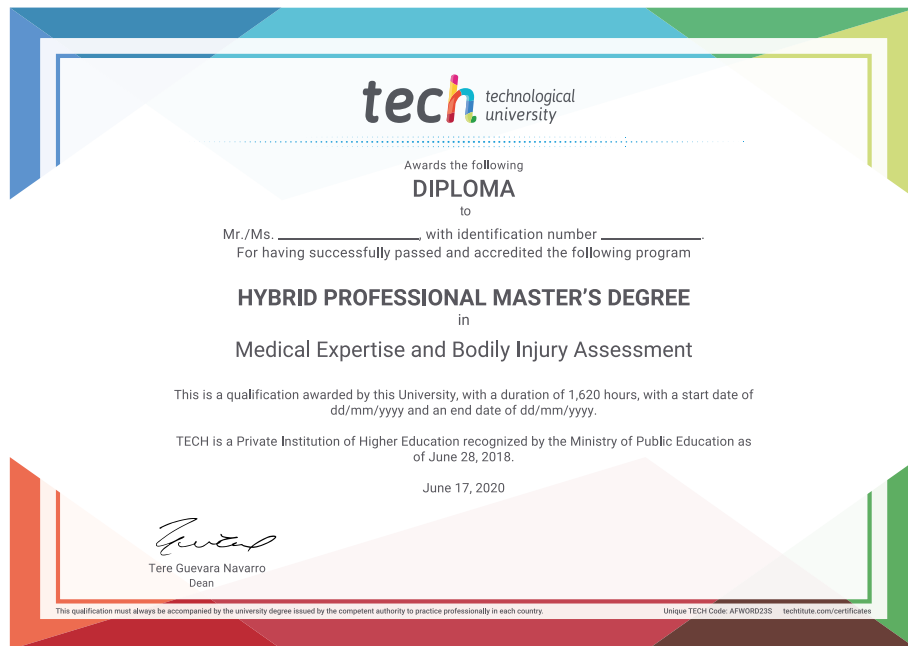 tech technological
university
Awards the following
DIPLOMA
to
Mr./Ms. ____________, with identification number ____________.
For having successfully passed and accredited the following program
HYBRID PROFESSIONAL MASTER'S DEGREE
in
Medical Expertise and Bodily Injury Assessment
This is a qualification awarded by this University, with a duration of 1,620 hours, with a start date of
dd/mm/yyyy and an end date of dd/mm/yyyy.
TECH is a Private Institution of Higher Education recognized by the Ministry of Public Education as
of June 28, 2018.
June 17, 2020
Tere Guevara Navarro
Dean
This qualification must always be accompanied by the university degree issued by the competent authority to practice professionally in each country. Unique TECH Code: AFWORD23S techtitute.com/certificates